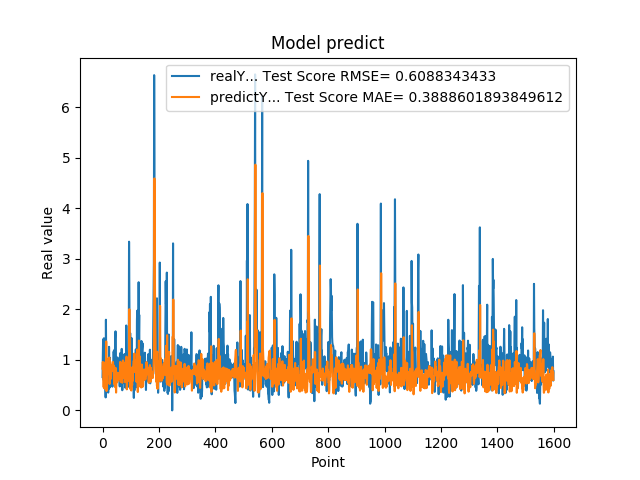 Model predict
realY... Test Score RMSE= 0.6088343433
predictY... Test Score MAE= 0.3888601893849612
6
5
4
3
2
1
0
Real value
0 200 400 600 800 1000 1200 1400 1600
Point